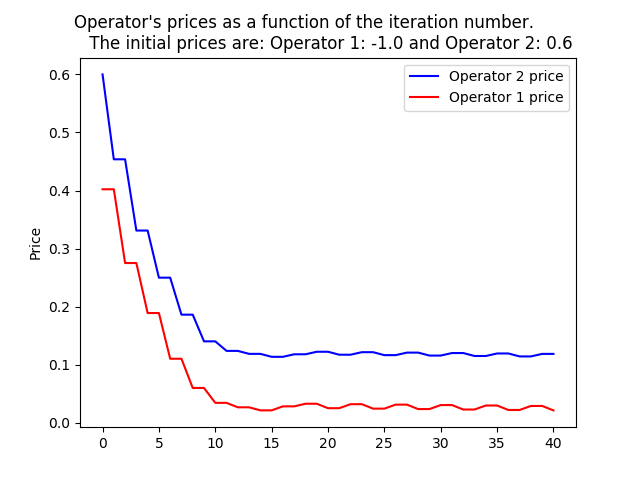 Operator's prices as a function of the iteration number.
The initial prices are: Operator 1: -1.0 and Operator 2: 0.6
Operator 2 price
Operator 1 price
Price
0.6
0.5
0.4
0.3
0.2
0.1
0.0
0 5 10 15 20 25 30 35 40